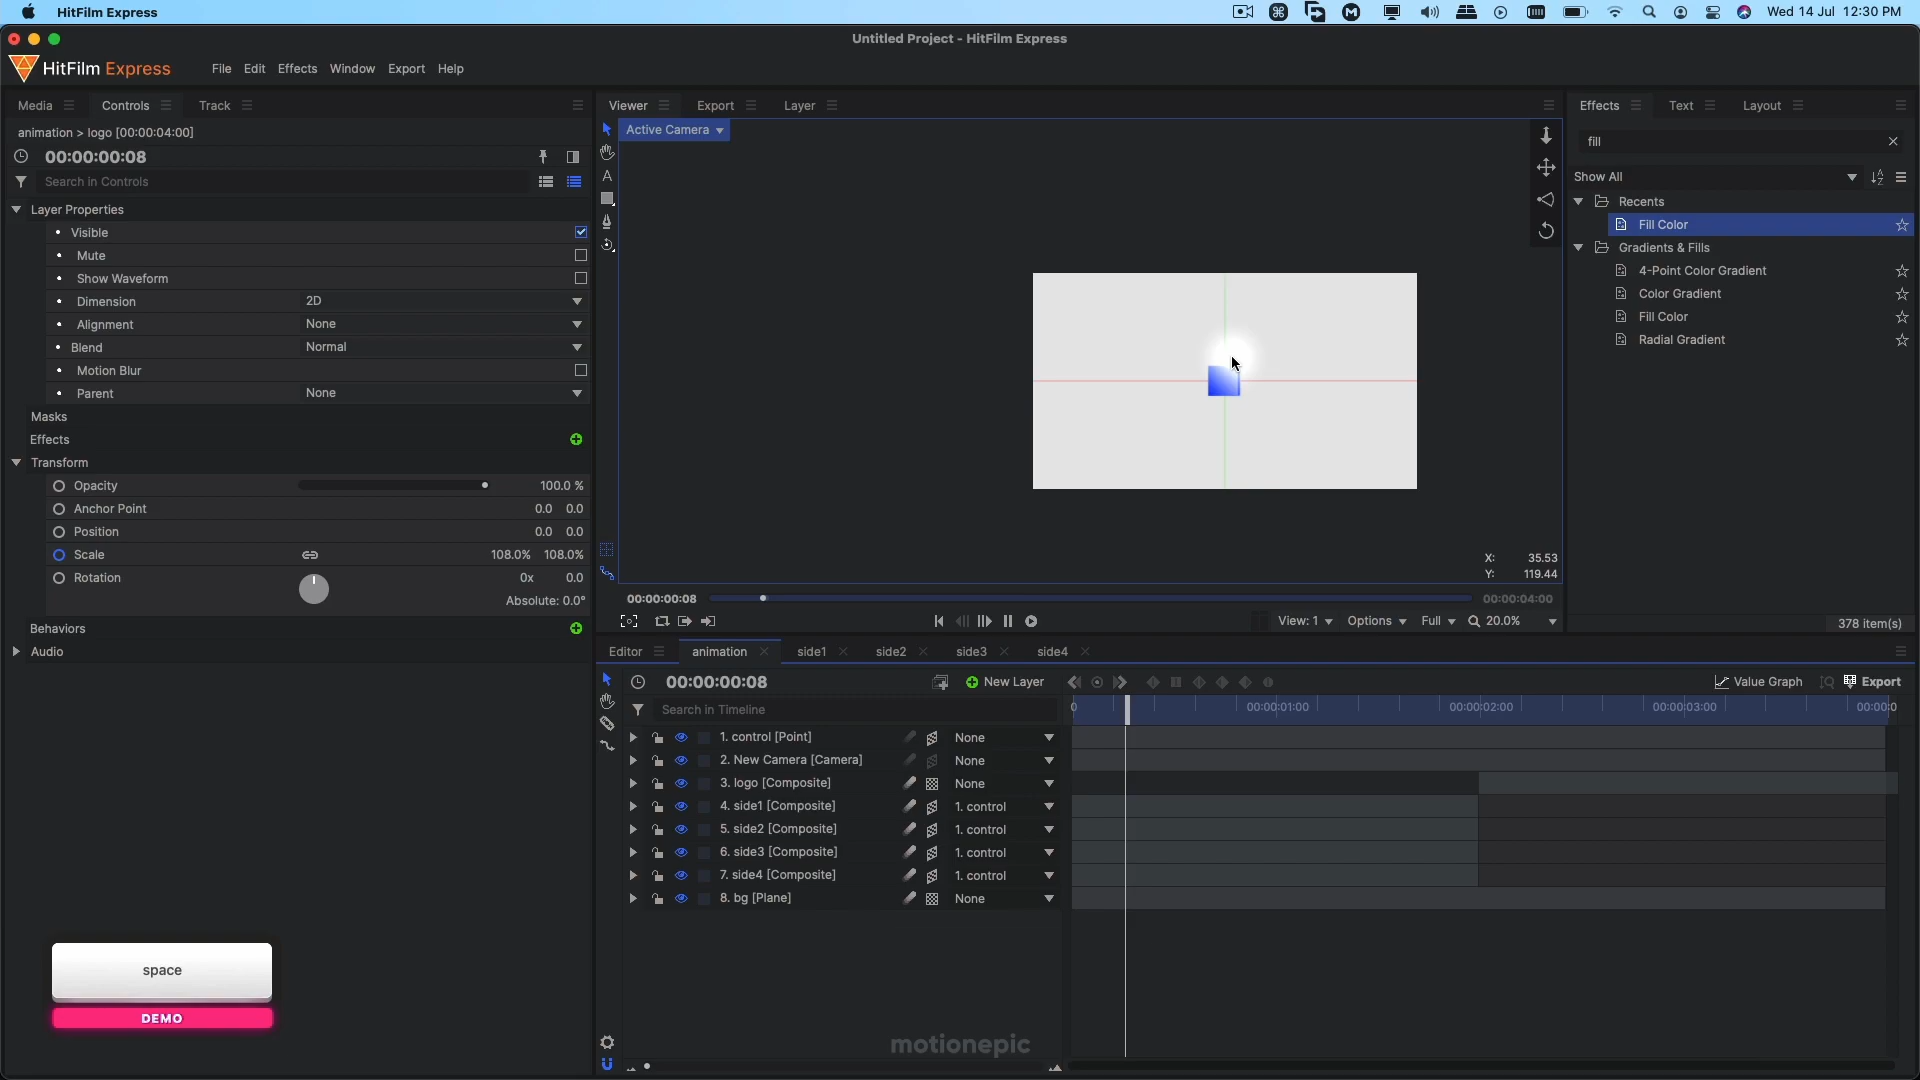 HitFilm Express
Wed 14 Jul 12:30 PM
Untitled Project - HitFilm Express
HitFilm Express
File Edit Effects Window Export Help
Media Controls Track
Viewer Export Layer
Effects Text Layout
animation > logo [00:00:04:00]
00:00:00:08
Search in Controls
Layer Properties
Visible
Mute
Show Waveform
Dimension 2D
Alignment None
Blend Normal
Motion Blur
Parent None
Masks
Effects
Transform
Opacity 100.0 %
Anchor Point 0.0 0.0
Position 0.0 0.0
Scale 108.0% 108.0%
Rotation 0x 0.0
Absolute: 0.0°
Behaviors
Audio
Active Camera
X: 35.53
Y: 119.44
00:00:00:08
00:00:04:00
View: 1 Options Full 20.0%
fill
Show All
Recents
Fill Color
Gradients & Fills
4-Point Color Gradient
Color Gradient
Fill Color
Radial Gradient
378 item(s)
Editor animation side1 side2 side3 side4
00:00:00:08
New Layer
Value Graph
Export
Search in Timeline
0 00:00:01:00 00:00:02:00 00:00:03:00 00:00:0
1. control [Point] None
2. New Camera [Camera] None
3. logo [Composite] None
4. side1 [Composite] 1. control
5. side2 [Composite] 1. control
6. side3 [Composite] 1. control
7. side4 [Composite] 1. control
8. bg [Plane] None
space
DEMO
motionepic